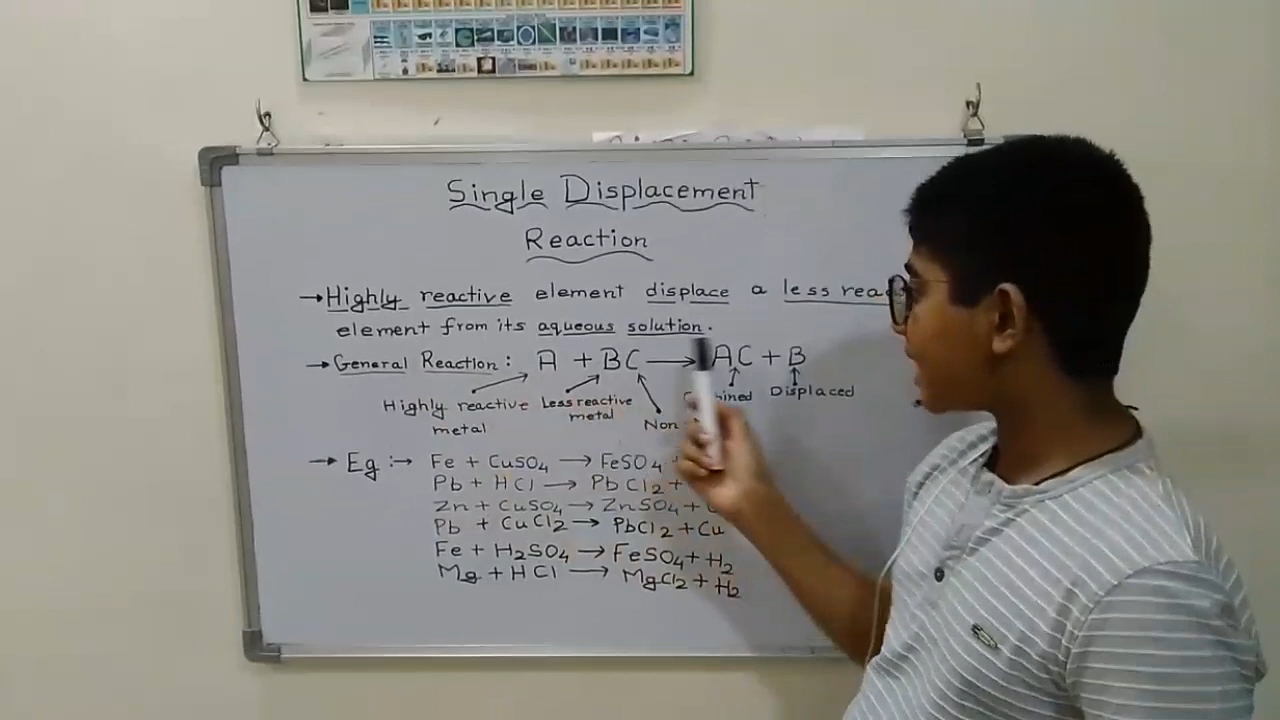 Single Displacement
Reaction
→ Highly reactive element displace a less
element from its aqueous solution.
→ General Reaction : A + BC → AC + B
Highly reactive metal
Less reactive metal
Non
Displaced
→ Eg :→ Fe + CuSO4 → FeSO4
Pb + HCl → PbCl2 +
Zn + CuSO4 → ZnSO4 +
Pb + CuCl2 → PbCl2 + Cu
Fe + H2SO4 → FeSO4 + H2
Mg + HCl → MgCl2 + H2